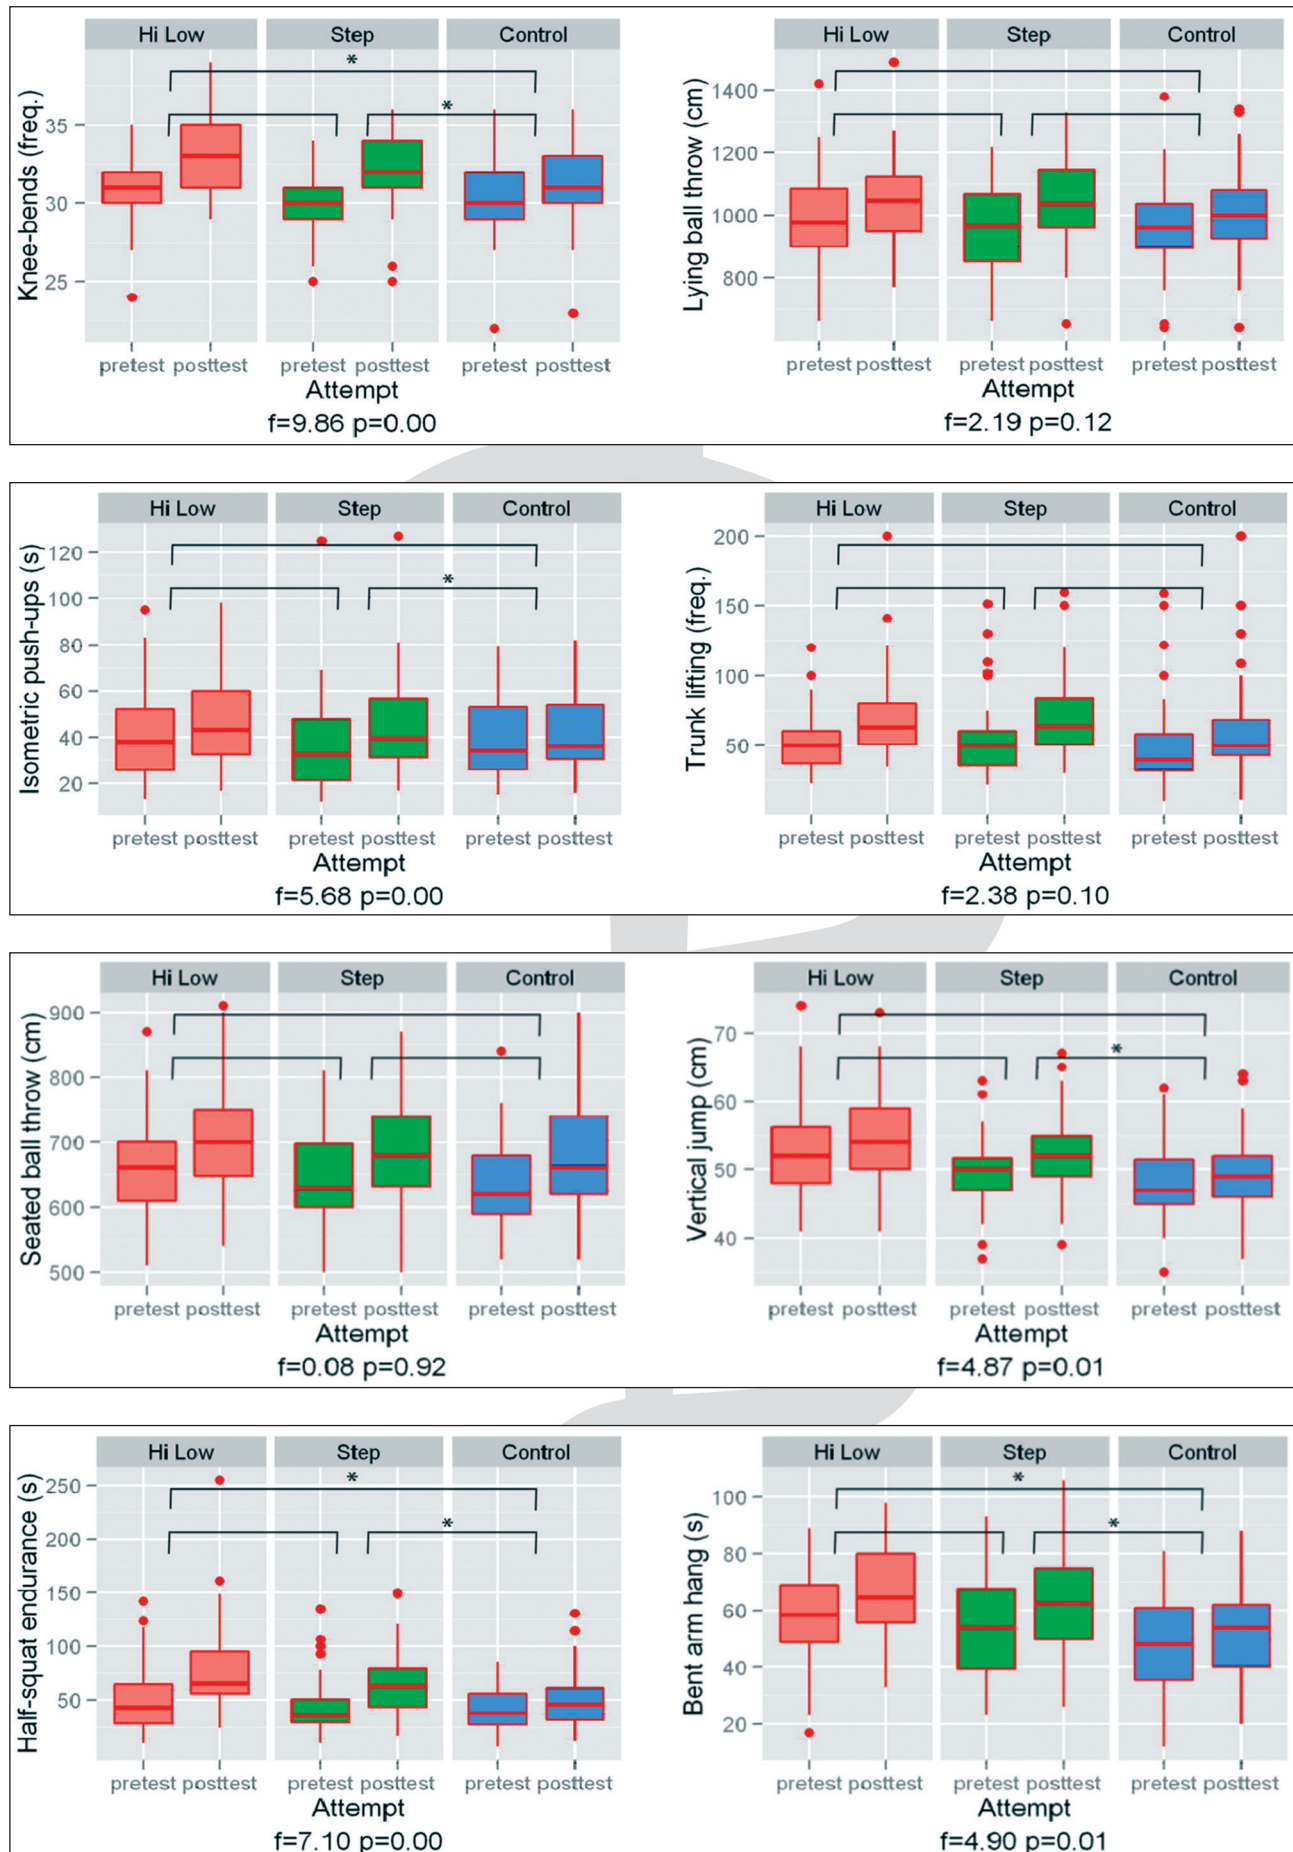 Hi Low Step Control
Knee-bends (freq.)
35
30
25
*
*
pretest posttest pretest posttest pretest posttest
Attempt
f=9.86 p=0.00
Hi Low Step Control
Lying ball throw (cm)
1400
1200
1000
800
pretest posttest pretest posttest pretest posttest
Attempt
f=2.19 p=0.12
Hi Low Step Control
Isometric push-ups (s)
120
100
80
60
40
20
*
pretest posttest pretest posttest pretest posttest
Attempt
f=5.68 p=0.00
Hi Low Step Control
Trunk lifting (freq.)
200
150
100
50
pretest posttest pretest posttest pretest posttest
Attempt
f=2.38 p=0.10
Hi Low Step Control
Seated ball throw (cm)
900
800
700
600
500
pretest posttest pretest posttest pretest posttest
Attempt
f=0.08 p=0.92
Hi Low Step Control
Vertical jump (cm)
70
60
50
40
*
pretest posttest pretest posttest pretest posttest
Attempt
f=4.87 p=0.01
Hi Low Step Control
Half-squat endurance (s)
250
200
150
100
50
*
*
pretest posttest pretest posttest pretest posttest
Attempt
f=7.10 p=0.00
Hi Low Step Control
Bent arm hang (s)
100
80
60
40
20
*
*
pretest posttest pretest posttest pretest posttest
Attempt
f=4.90 p=0.01